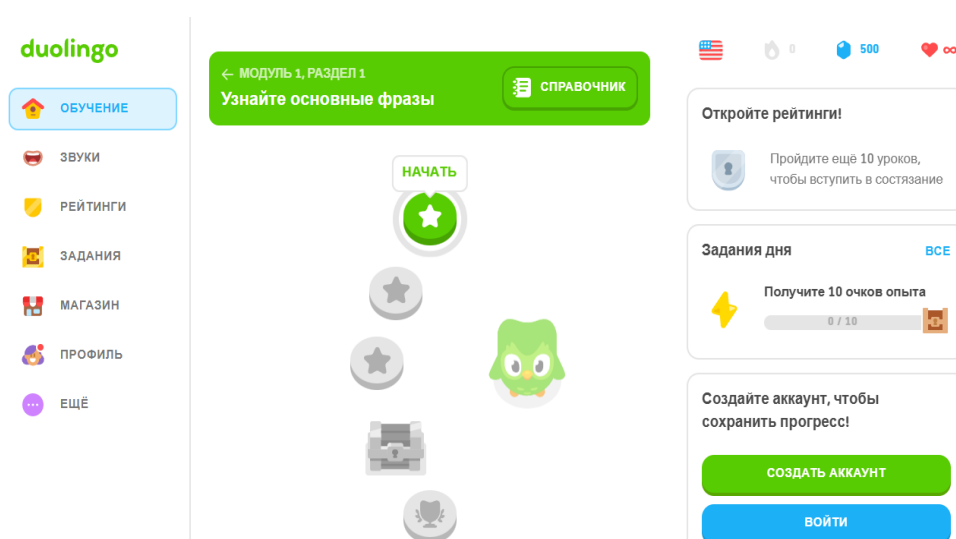 duolingo
ОБУЧЕНИЕ
ЗВУКИ
РЕЙТИНГИ
ЗАДАНИЯ
МАГАЗИН
ПРОФИЛЬ
ЕЩЁ
МОДУЛЬ 1, РАЗДЕЛ 1
Узнайте основные фразы
СПРАВОЧНИК
НАЧАТЬ
0
500
∞
Откройте рейтинги!
Пройдите ещё 10 уроков,
чтобы вступить в состязание
Задания дня
ВСЕ
Получите 10 очков опыта
0 / 10
Создайте аккаунт, чтобы
сохранить прогресс!
СОЗДАТЬ АККАУНТ
ВОЙТИ